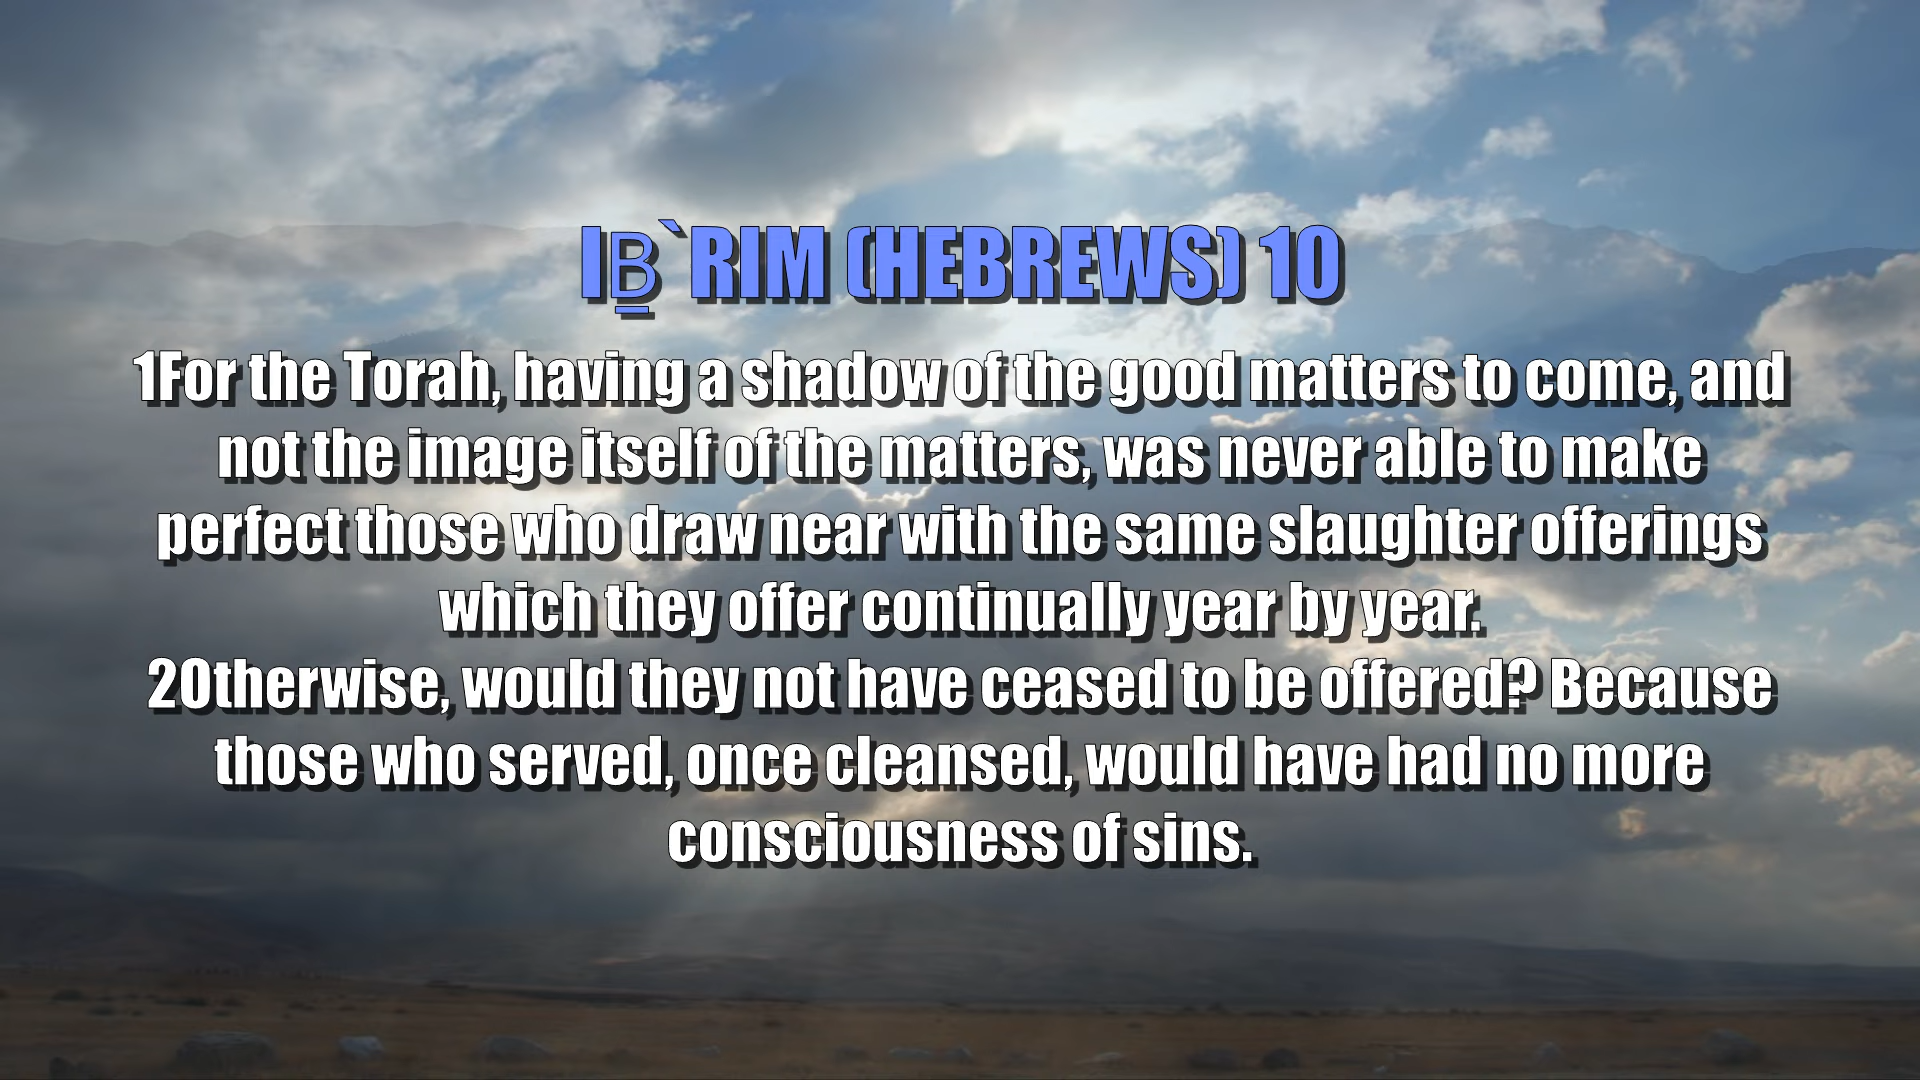 IḆ`RIM (HEBREWS) 10
1For the Torah, having a shadow of the good matters to come, and
not the image itself of the matters, was never able to make
perfect those who draw near with the same slaughter offerings
which they offer continually year by year.
2Otherwise, would they not have ceased to be offered? Because
those who served, once cleansed, would have had no more
consciousness of sins.